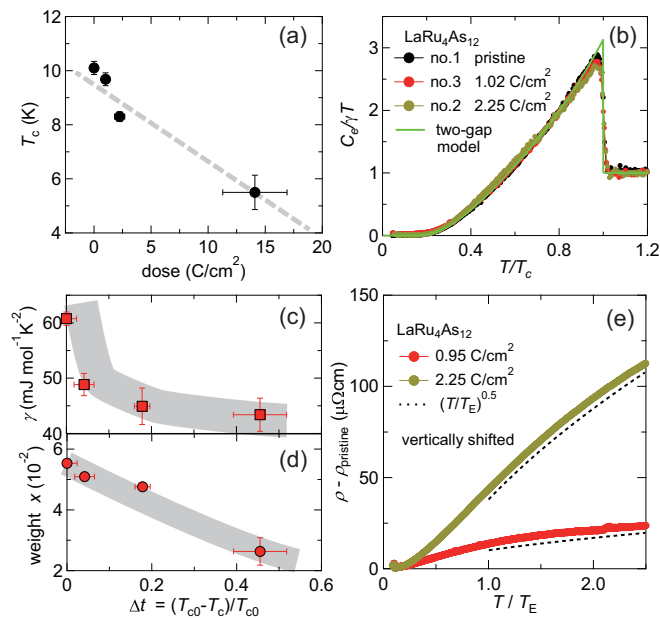 (a)
12
10
8
6
4
T_c (K)
0 5 10 15 20
dose (C/cm²)
(b)
LaRu₄As₁₂
no.1 pristine
no.3 1.02 C/cm²
no.2 2.25 C/cm²
two-gap
model
3
2
1
0
C_e/γT
0.4 0.8 1.2
T/T_c
(c)
60
50
40
γ (mJ mol⁻¹K⁻²)
(d)
6
4
2
weight x (10⁻²)
0 0.2 0.4 0.6
Δt = (T_c0-T_c)/T_c0
(e)
LaRu₄As₁₂
0.95 C/cm²
2.25 C/cm²
(T/T_E)^0.5
vertically shifted
100
50
0
ρ - ρ_pristine (μΩcm)
1.0 2.0
T / T_E